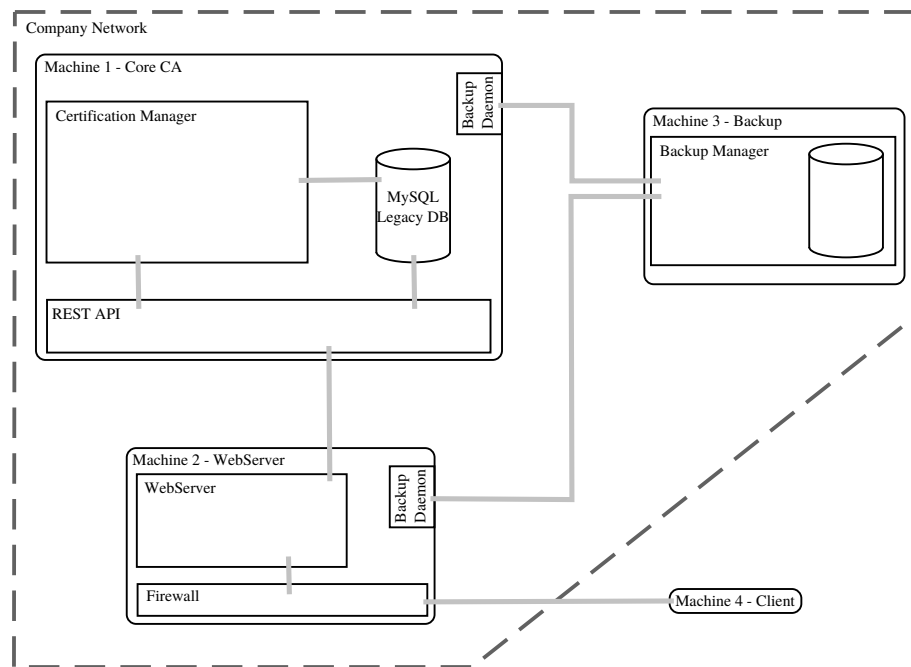 Company Network
Machine 1 - Core CA
Backup
Daemon
Certification Manager
MySQL
Legacy DB
REST API
Machine 3 - Backup
Backup Manager
Machine 2 - WebServer
WebServer
Backup
Daemon
Firewall
Machine 4 - Client